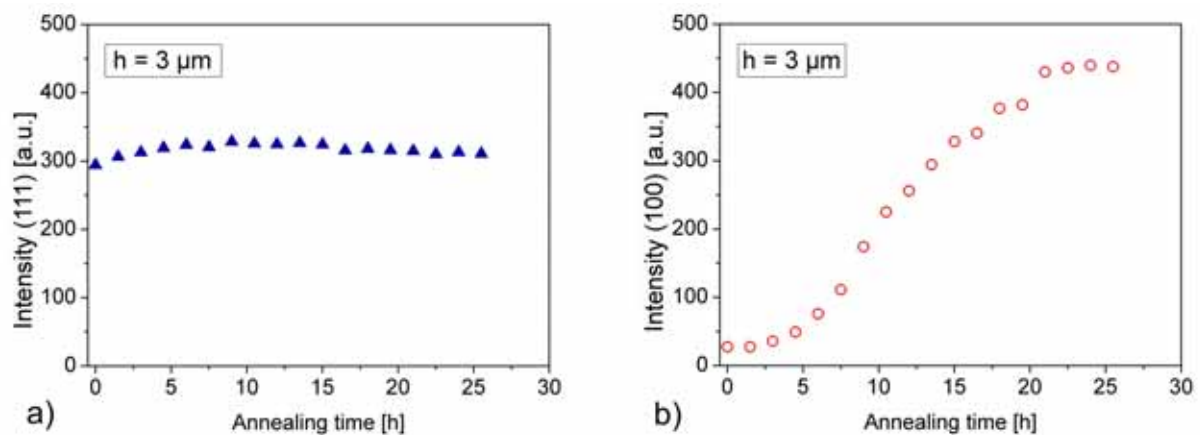 500
400
300
200
100
0
Intensity (111) [a.u.]
h = 3 µm
0 5 10 15 20 25 30
Annealing time [h]
a)
500
400
300
200
100
0
Intensity (100) [a.u.]
h = 3 µm
0 5 10 15 20 25 30
Annealing time [h]
b)